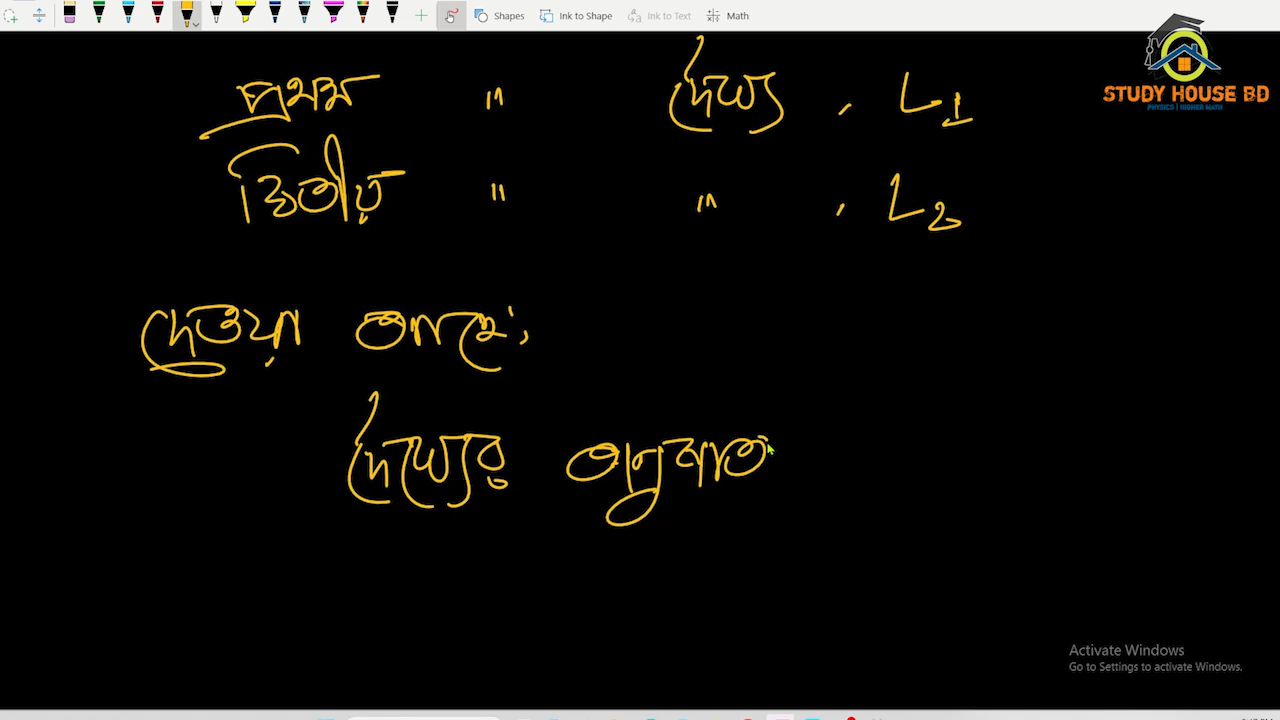 Shapes Ink to Shape Ink to Text Math
STUDY HOUSE BD
PHYSICS | HIGHER MATH
প্রথম " দৈর্ঘ্য, L1
দ্বিতীয় " " , L2
দেওয়া আছে,
দৈর্ঘ্যের অনুপাত
Activate Windows
Go to Settings to activate Windows.